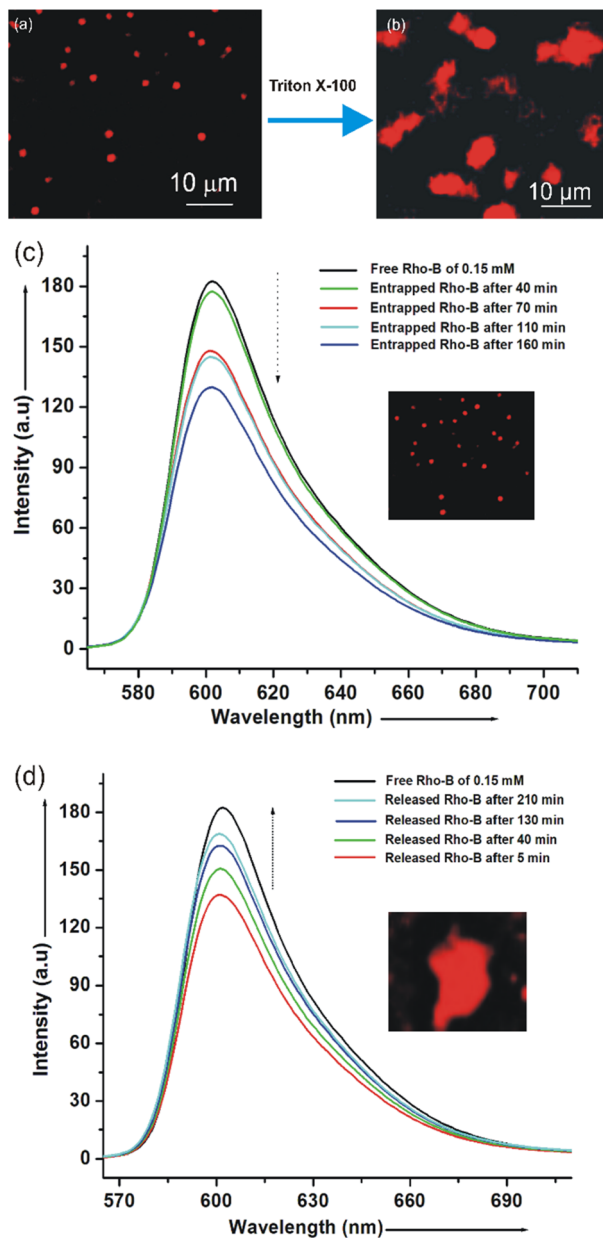 (a)
10 μm
Triton X-100
(b)
10 μm
(c)
Intensity (a.u)
180
150
120
90
60
30
0
Free Rho-B of 0.15 mM
Entrapped Rho-B after 40 min
Entrapped Rho-B after 70 min
Entrapped Rho-B after 110 min
Entrapped Rho-B after 160 min
580 600 620 640 660 680 700
Wavelength (nm)
(d)
Intensity (a.u)
180
150
120
90
60
30
0
Free Rho-B of 0.15 mM
Released Rho-B after 210 min
Released Rho-B after 130 min
Released Rho-B after 40 min
Released Rho-B after 5 min
570 600 630 660 690
Wavelength (nm)